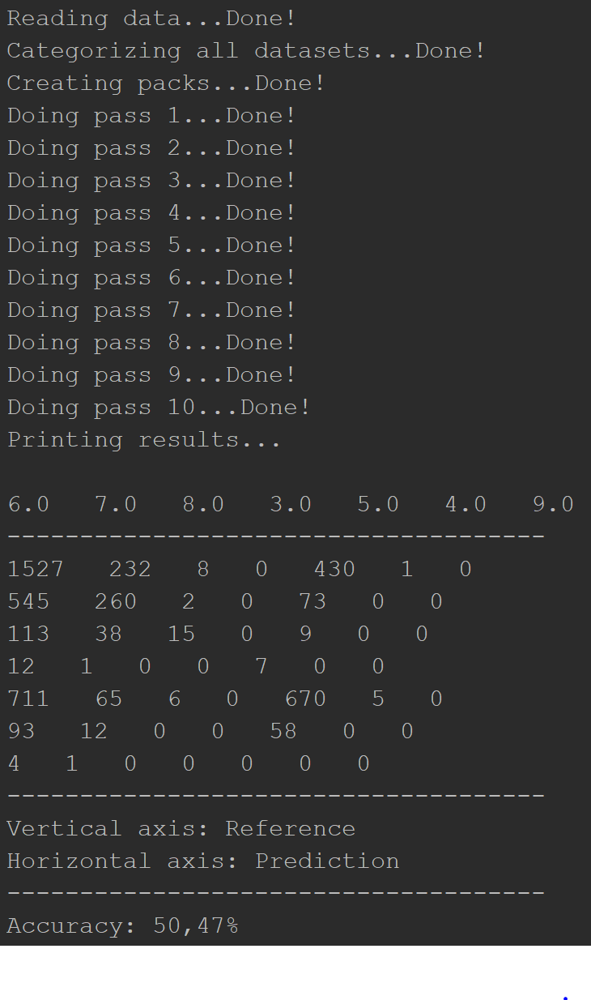 Reading data...Done!
Categorizing all datasets...Done!
Creating packs...Done!
Doing pass 1...Done!
Doing pass 2...Done!
Doing pass 3...Done!
Doing pass 4...Done!
Doing pass 5...Done!
Doing pass 6...Done!
Doing pass 7...Done!
Doing pass 8...Done!
Doing pass 9...Done!
Doing pass 10...Done!
Printing results...
6.0   7.0   8.0   3.0   5.0   4.0   9.0
-------------------------------------
1527   232   8   0   430   1   0
545   260   2   0   73   0   0
113   38   15   0   9   0   0
12   1   0   0   7   0   0
711   65   6   0   670   5   0
93   12   0   0   58   0   0
4   1   0   0   0   0   0
-------------------------------------
Vertical axis: Reference
Horizontal axis: Prediction
-------------------------------------
Accuracy: 50,47%